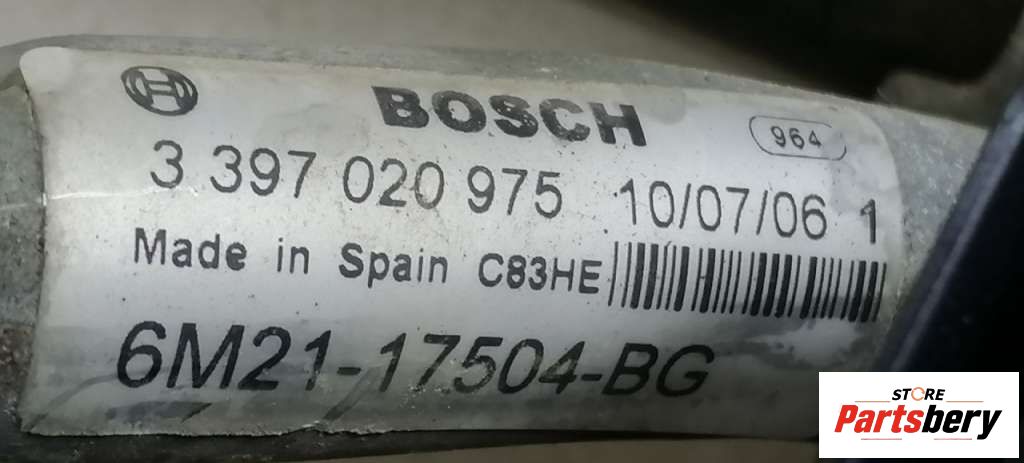 BOSCH
964
3 397 020 975 10/07/06 1
Made in Spain C83HE
6M21-17504-BG
STORE
Partsbery